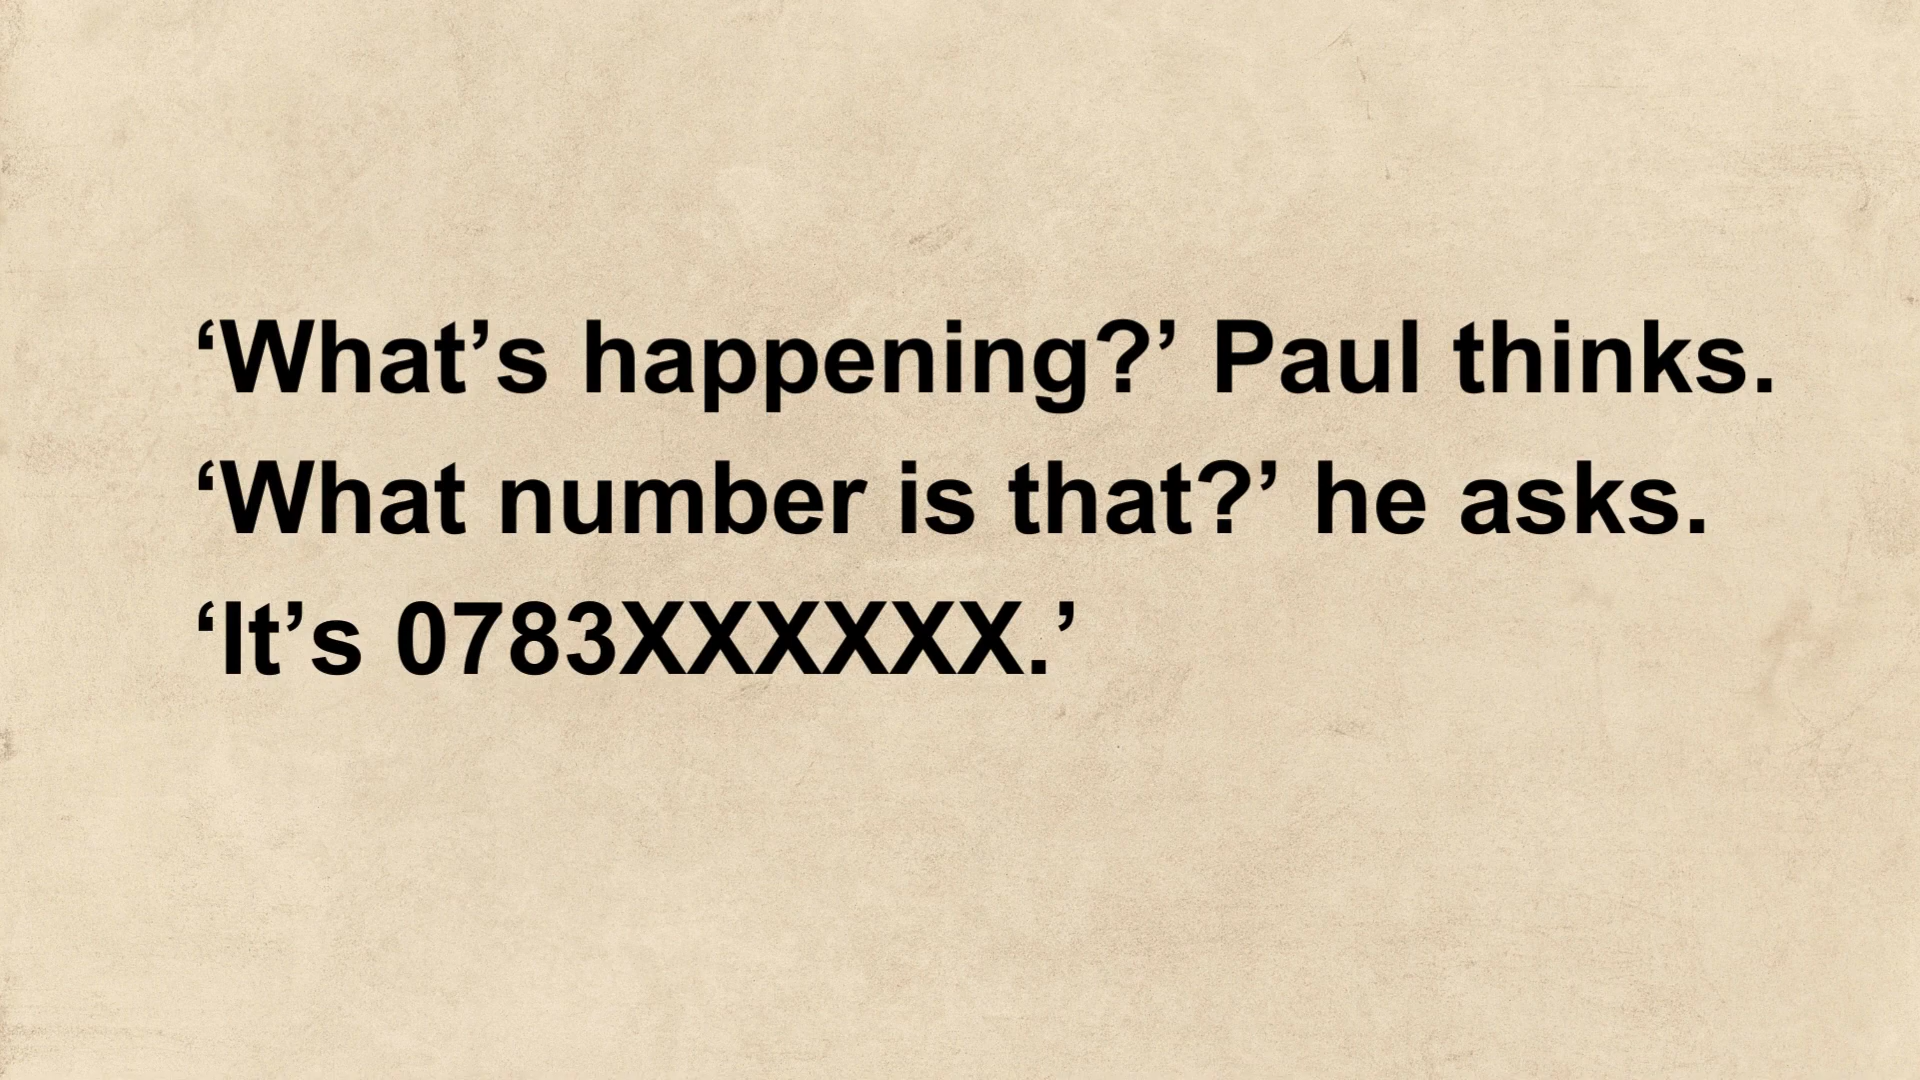 ‘What’s happening?’ Paul thinks.
‘What number is that?’ he asks.
‘It’s 0783XXXXXX.’